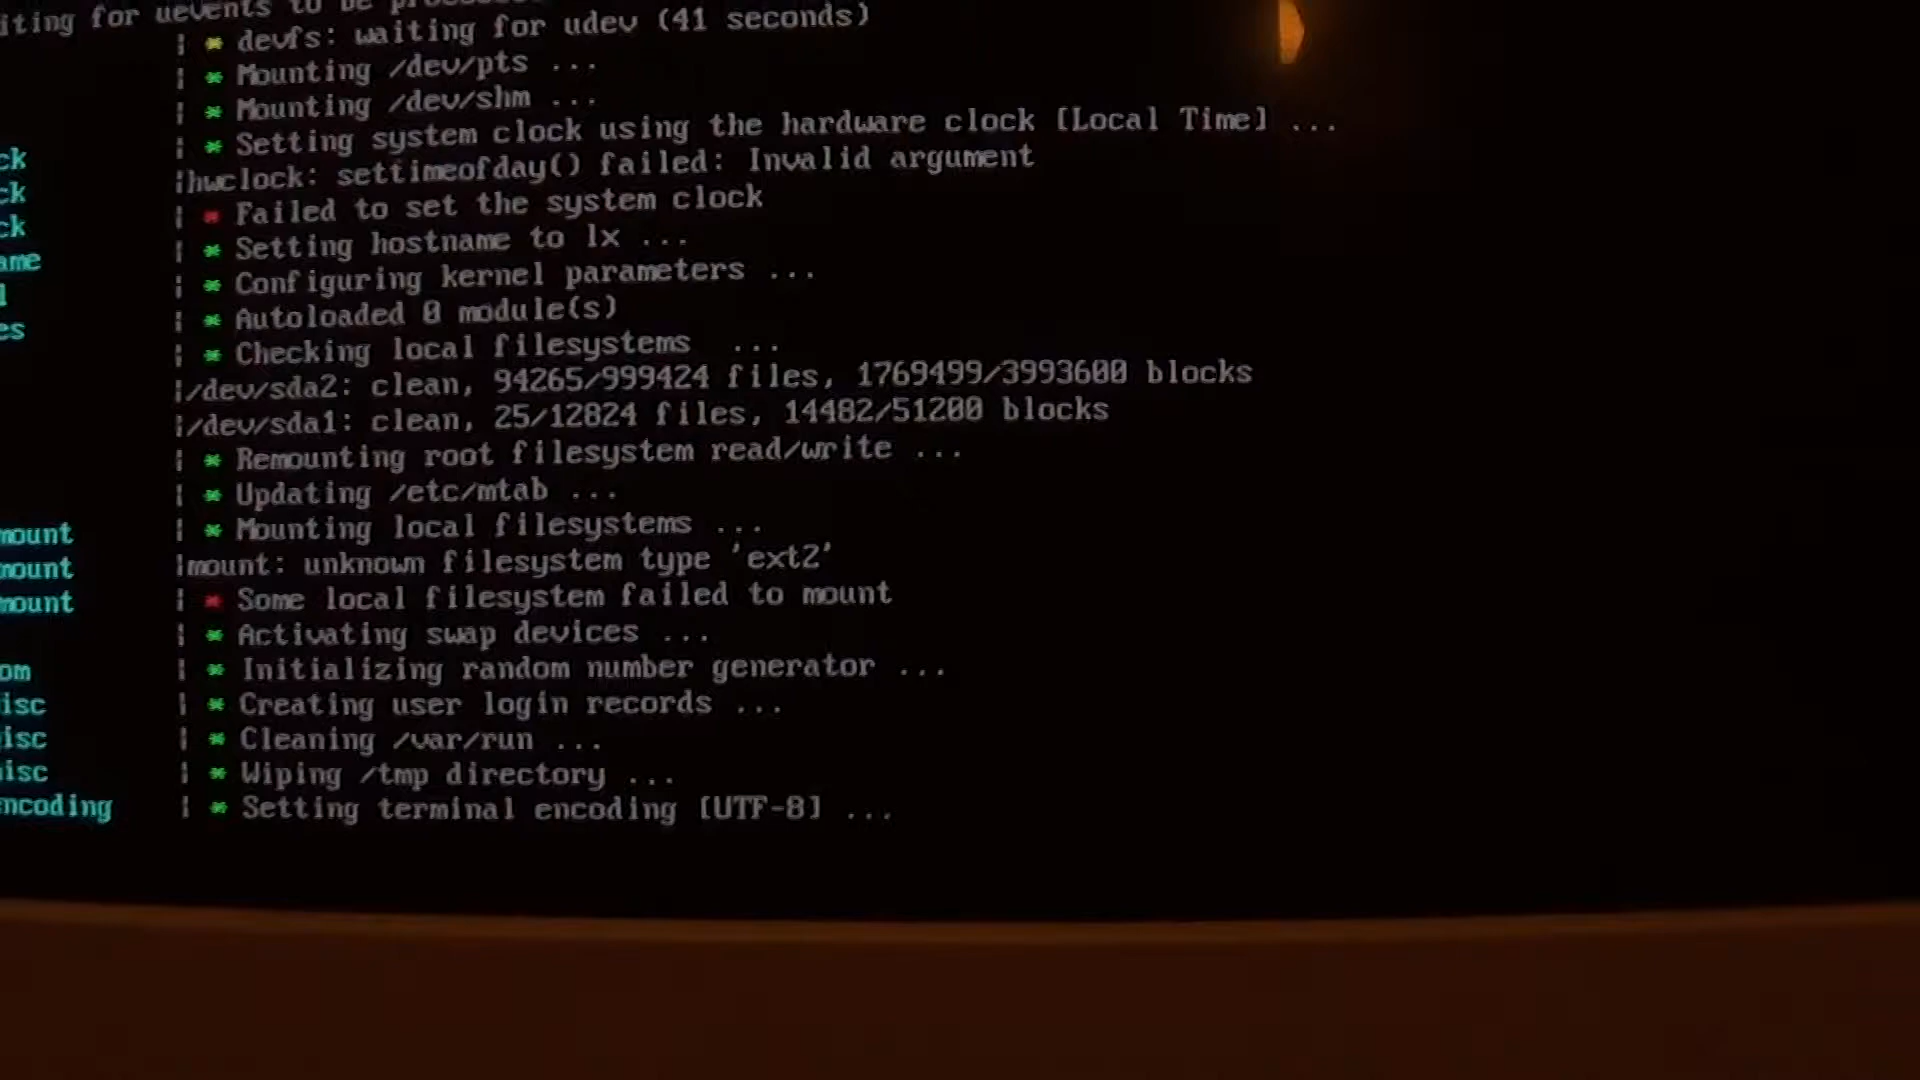 iting for uevents to be
| * devfs: waiting for udev (41 seconds)
| * Mounting /dev/pts ...
| * Mounting /dev/shm ...
| * Setting system clock using the hardware clock [Local Time] ...
ck |hwclock: settimeofday() failed: Invalid argument
ck | * Failed to set the system clock
ck | * Setting hostname to lx ...
ame | * Configuring kernel parameters ...
l | * Autoloaded 0 module(s)
es | * Checking local filesystems ...
|/dev/sda2: clean, 94265/999424 files, 1769499/3993600 blocks
|/dev/sda1: clean, 25/12824 files, 14482/51200 blocks
| * Remounting root filesystem read/write ...
| * Updating /etc/mtab ...
mount | * Mounting local filesystems ...
mount |mount: unknown filesystem type 'ext2'
mount | * Some local filesystem failed to mount
| * Activating swap devices ...
om | * Initializing random number generator ...
isc | * Creating user login records ...
isc | * Cleaning /var/run ...
isc | * Wiping /tmp directory ...
ncoding | * Setting terminal encoding [UTF-8] ...